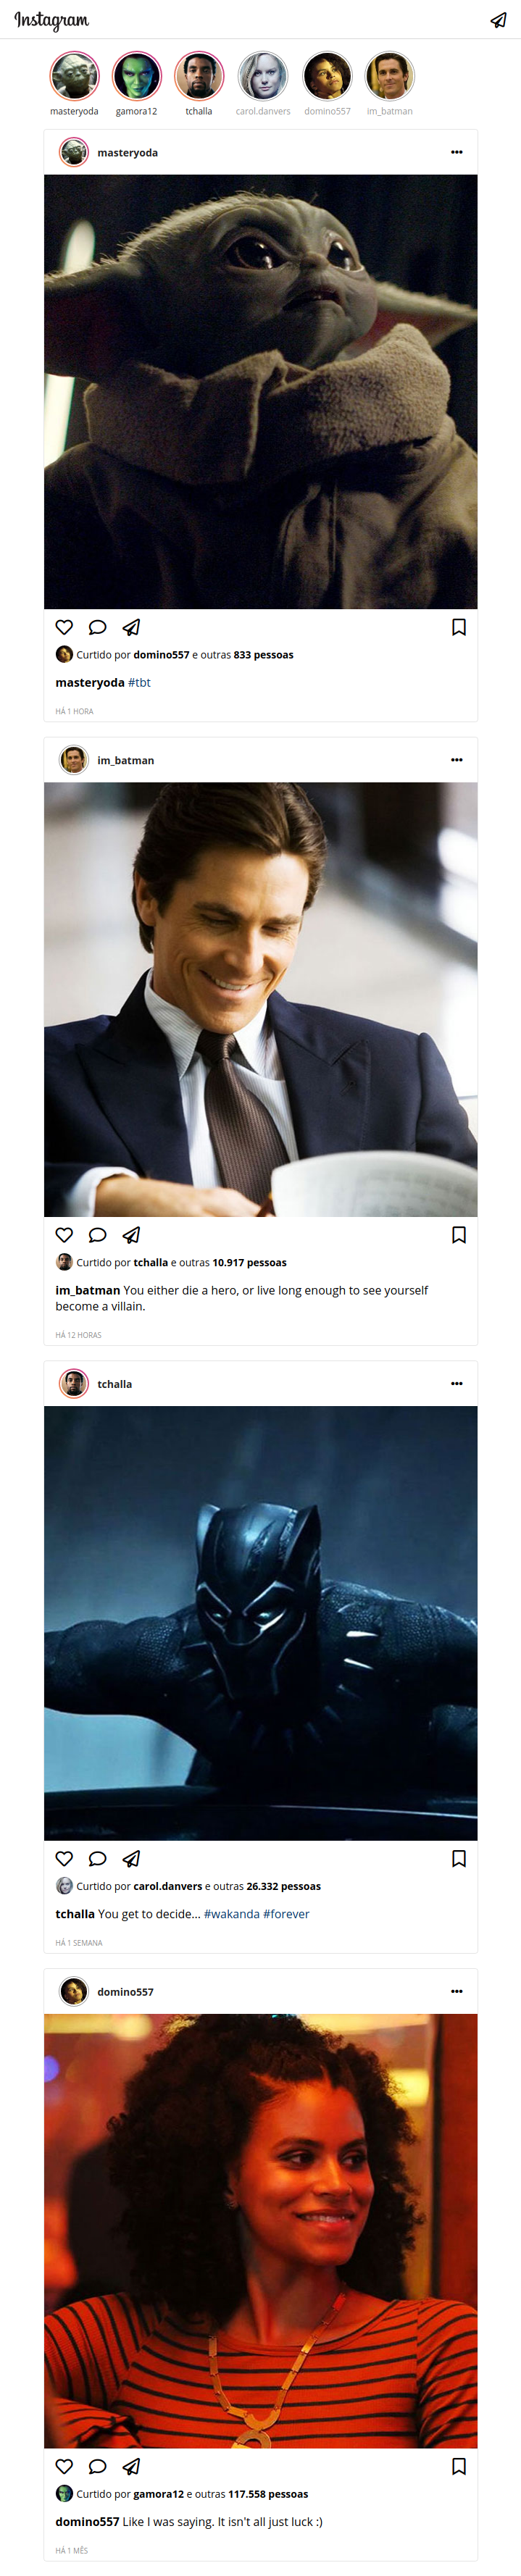 Instagram
masteryoda gamora12 tchalla carol.danvers domino557 im_batman
masteryoda
Curtido por domino557 e outras 833 pessoas
masteryoda #tbt
HÁ 1 HORA
im_batman
Curtido por tchalla e outras 10.917 pessoas
im_batman You either die a hero, or live long enough to see yourself
become a villain.
HÁ 12 HORAS
tchalla
Curtido por carol.danvers e outras 26.332 pessoas
tchalla You get to decide... #wakanda #forever
HÁ 1 SEMANA
domino557
Curtido por gamora12 e outras 117.558 pessoas
domino557 Like I was saying. It isn't all just luck :)
HÁ 1 MÊS